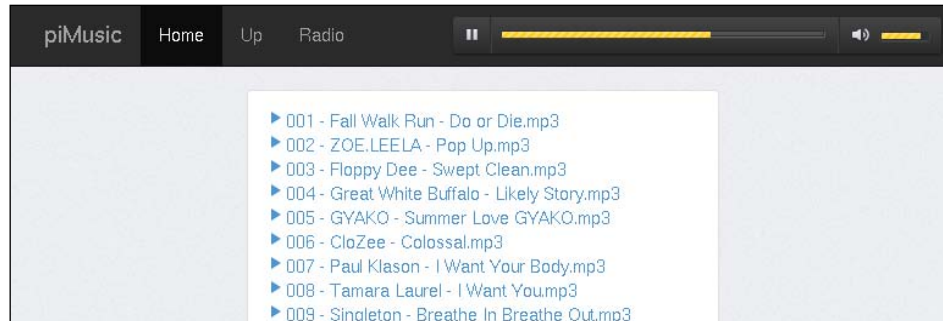 piMusic Home Up Radio
001 - Fall Walk Run - Do or Die.mp3
002 - ZOE.LEELA - Pop Up.mp3
003 - Floppy Dee - Swept Clean.mp3
004 - Great White Buffalo - Likely Story.mp3
005 - GYAKO - Summer Love GYAKO.mp3
006 - CloZee - Colossal.mp3
007 - Paul Klason - I Want Your Body.mp3
008 - Tamara Laurel - I Want You.mp3
009 - Singleton - Breathe In Breathe Out.mp3